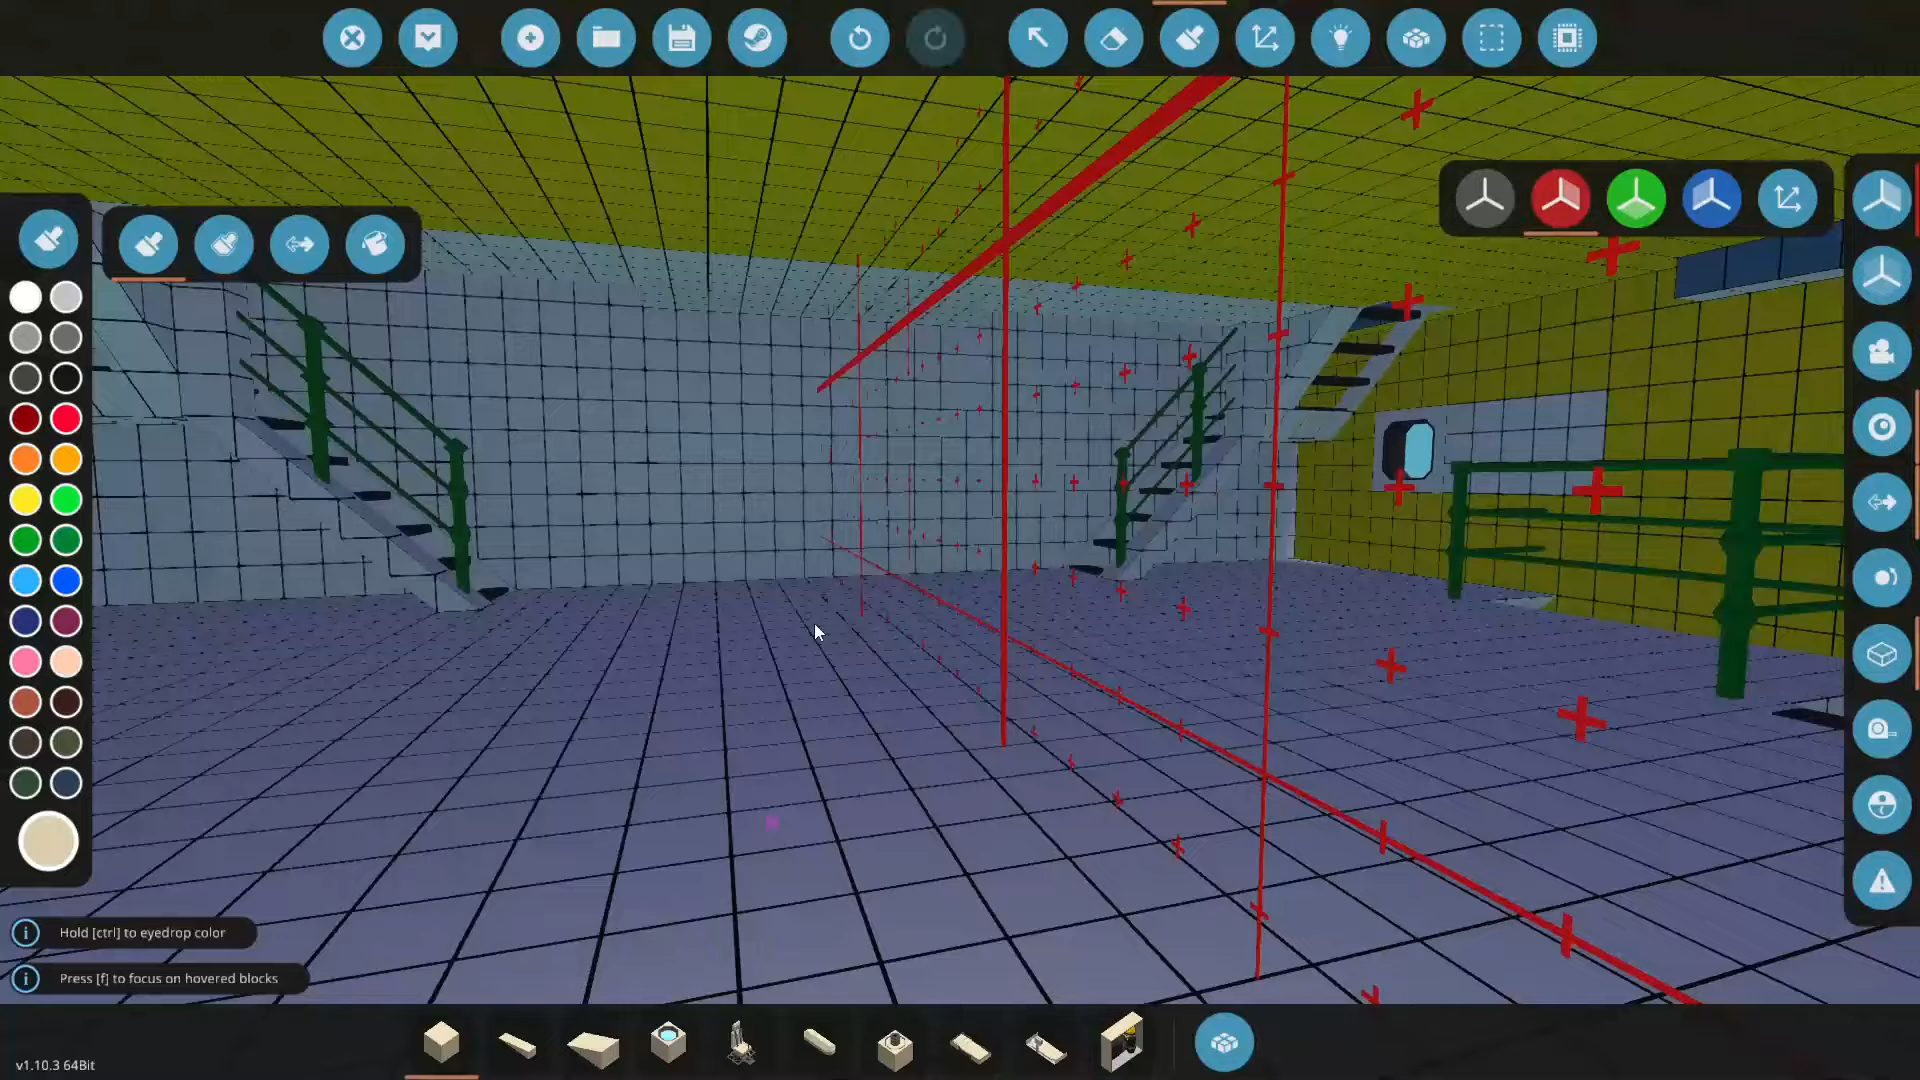 Hold [ctrl] to eyedrop color
Press [f] to focus on hovered blocks
v1.10.3 64Bit